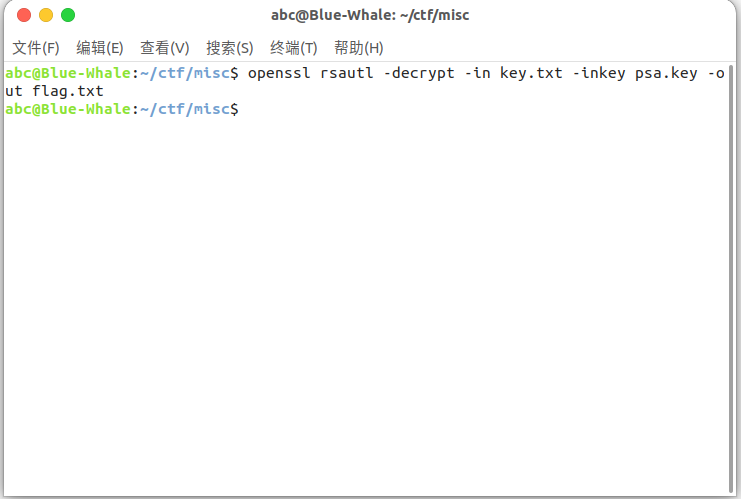 abc@Blue-Whale: ~/ctf/misc
文件(F) 编辑(E) 查看(V) 搜索(S) 终端(T) 帮助(H)
abc@Blue-Whale:~/ctf/misc$ openssl rsautl -decrypt -in key.txt -inkey psa.key -o
ut flag.txt
abc@Blue-Whale:~/ctf/misc$